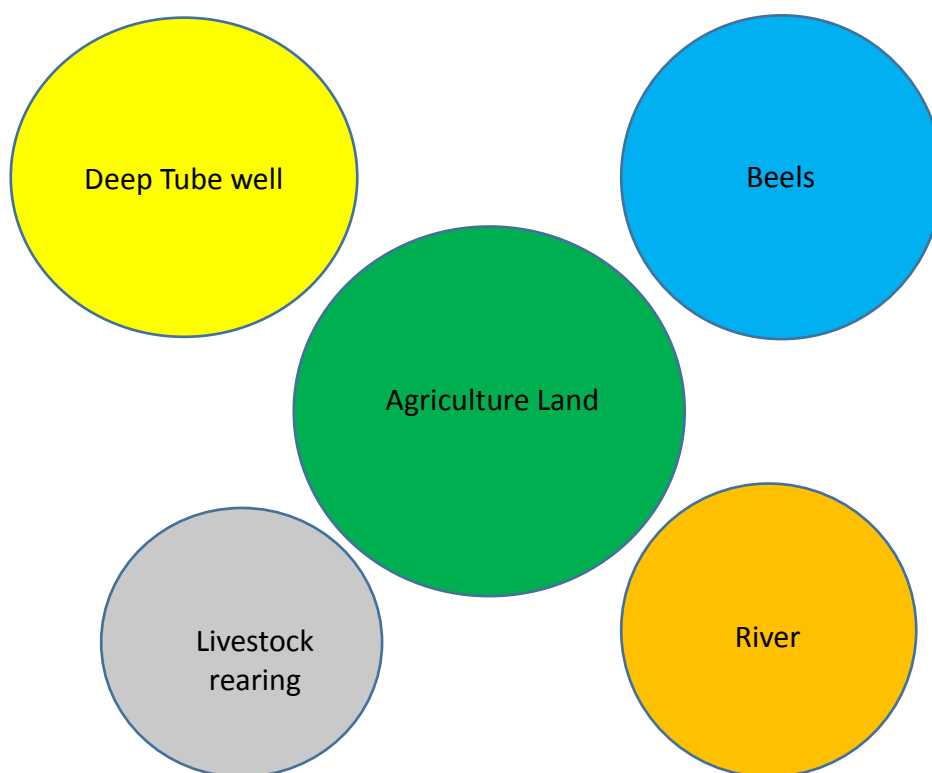 Deep Tube well
Beels
Agriculture Land
Livestock
rearing
River